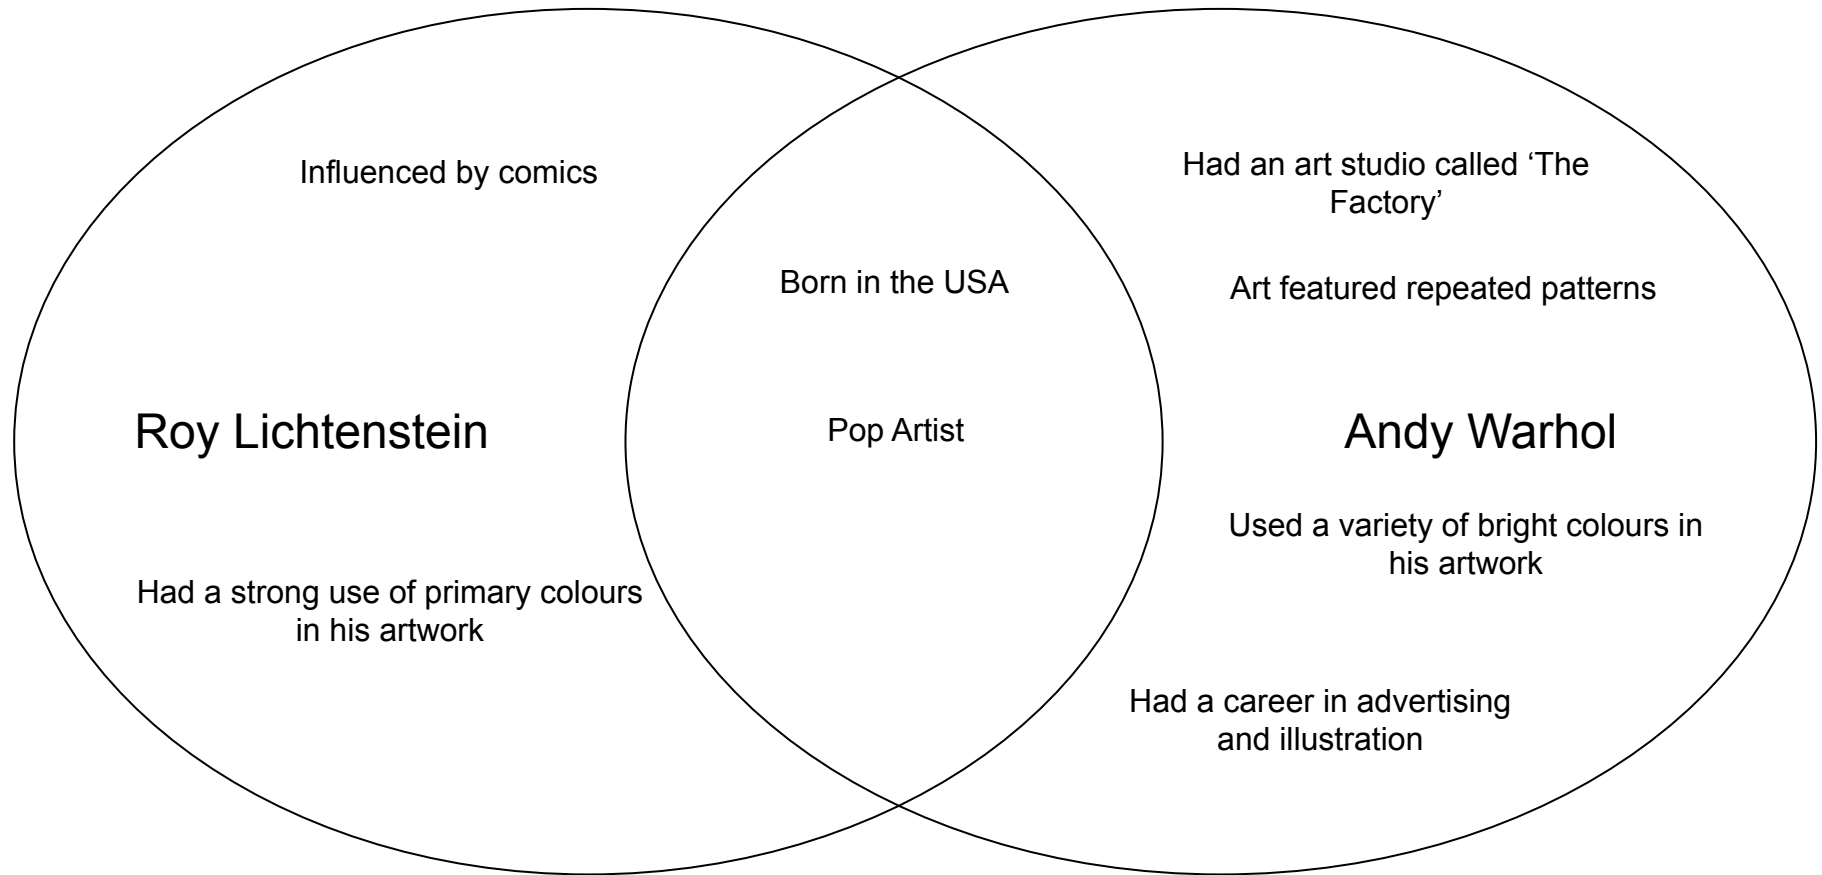 Influenced by comics
Roy Lichtenstein
Had a strong use of primary colours
in his artwork
Born in the USA
Pop Artist
Had an art studio called ‘The
Factory’
Art featured repeated patterns
Andy Warhol
Used a variety of bright colours in
his artwork
Had a career in advertising
and illustration